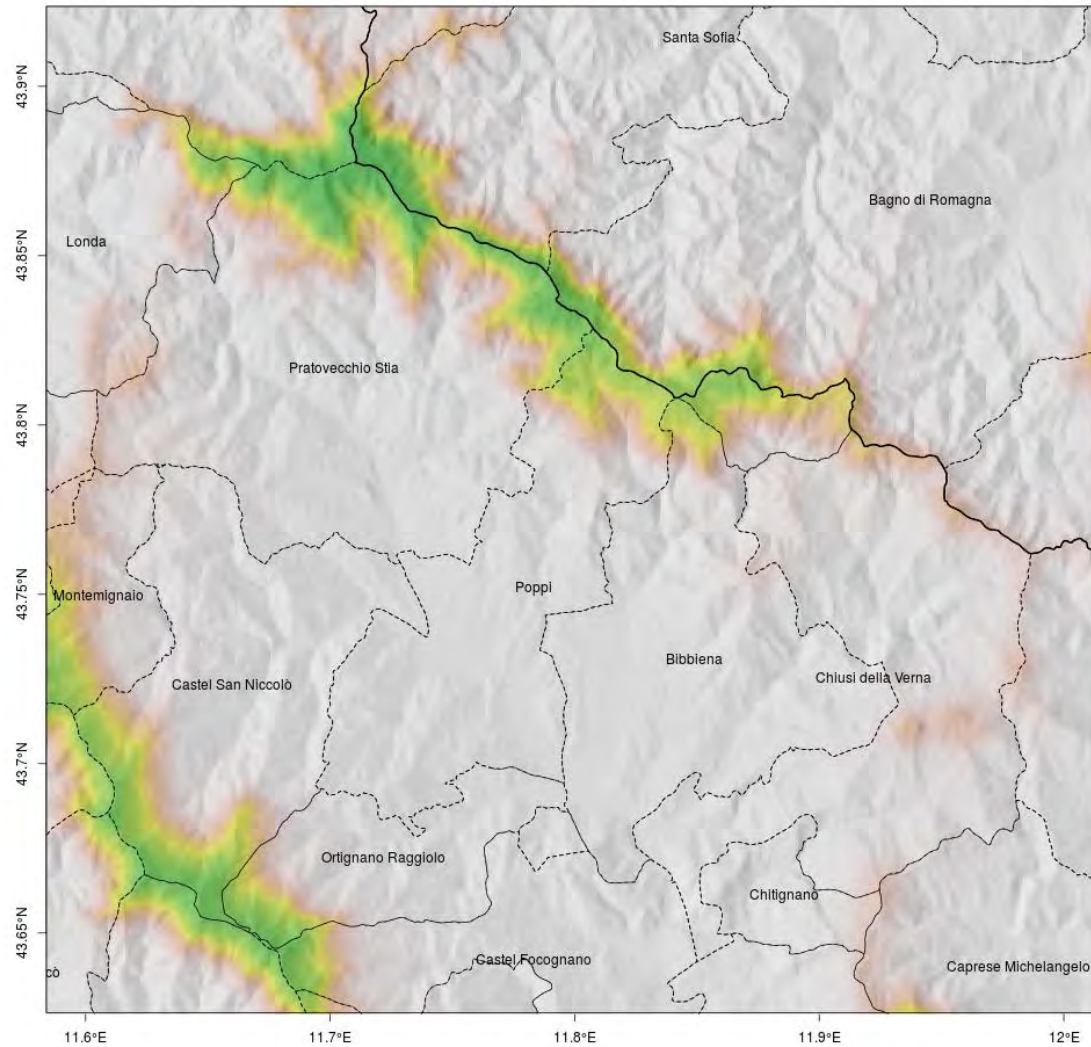 Santa Sofia
43.9°N
Bagno di Romagna
Londa
43.85°N
Pratovecchio Stia
43.8°N
43.75°N
Montemignaio
Poppi
Bibbiena
Castel San Niccolò
Chiusi della Verna
43.7°N
Ortignano Raggiolo
Chitignano
43.65°N
Castel Focognano
cò
Caprese Michelangelo
11.6°E
11.7°E
11.8°E
11.9°E
12°E